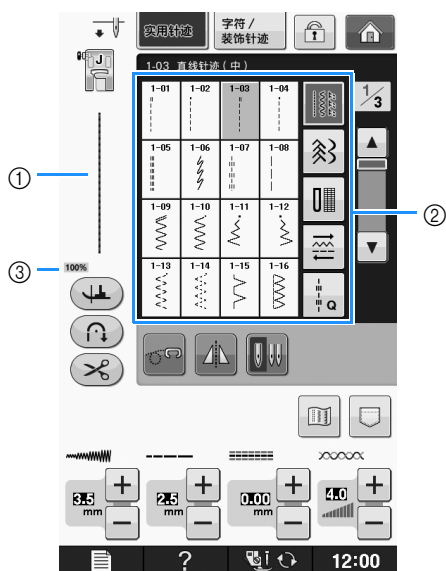 实用针迹
字符/
装饰针迹
J
1-03 直线针迹（中）
1/3
1-01 1-02 1-03 1-04
1-05 1-06 1-07 1-08
1-09 1-10 1-11 1-12
1-13 1-14 1-15 1-16
Q
①
②
③
100%
3.5 mm
2.5 mm
0.00 mm
4.0
+ + + +
− − − −
?
12:00